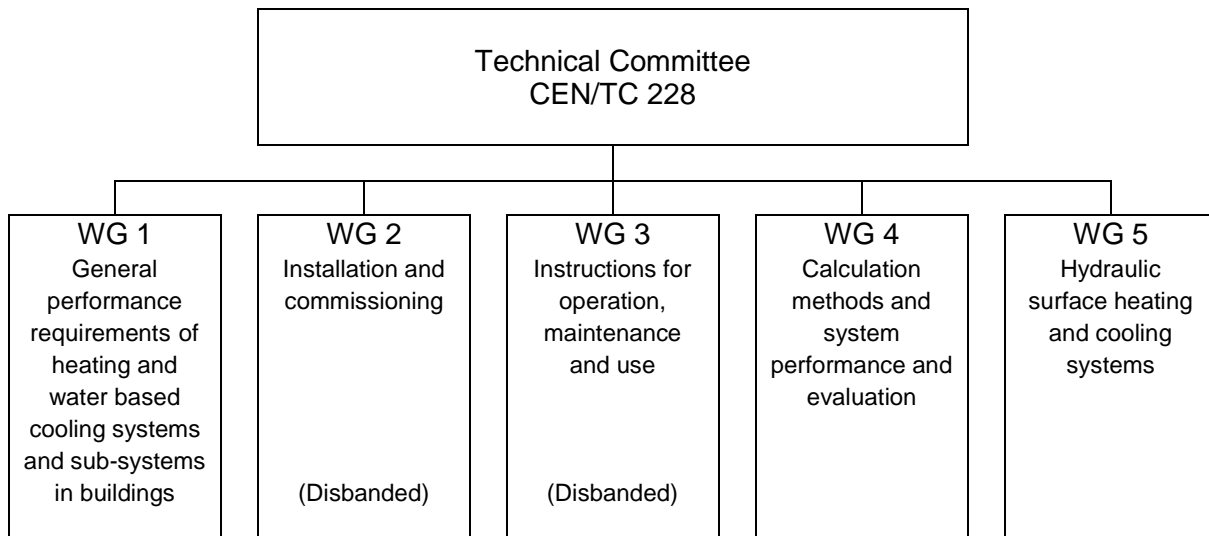 Technical Committee
CEN/TC 228
WG 1
General
performance
requirements of
heating and
water based
cooling systems
and sub-systems
in buildings
WG 2
Installation and
commissioning
(Disbanded)
WG 3
Instructions for
operation,
maintenance
and use
(Disbanded)
WG 4
Calculation
methods and
system
performance and
evaluation
WG 5
Hydraulic
surface heating
and cooling
systems